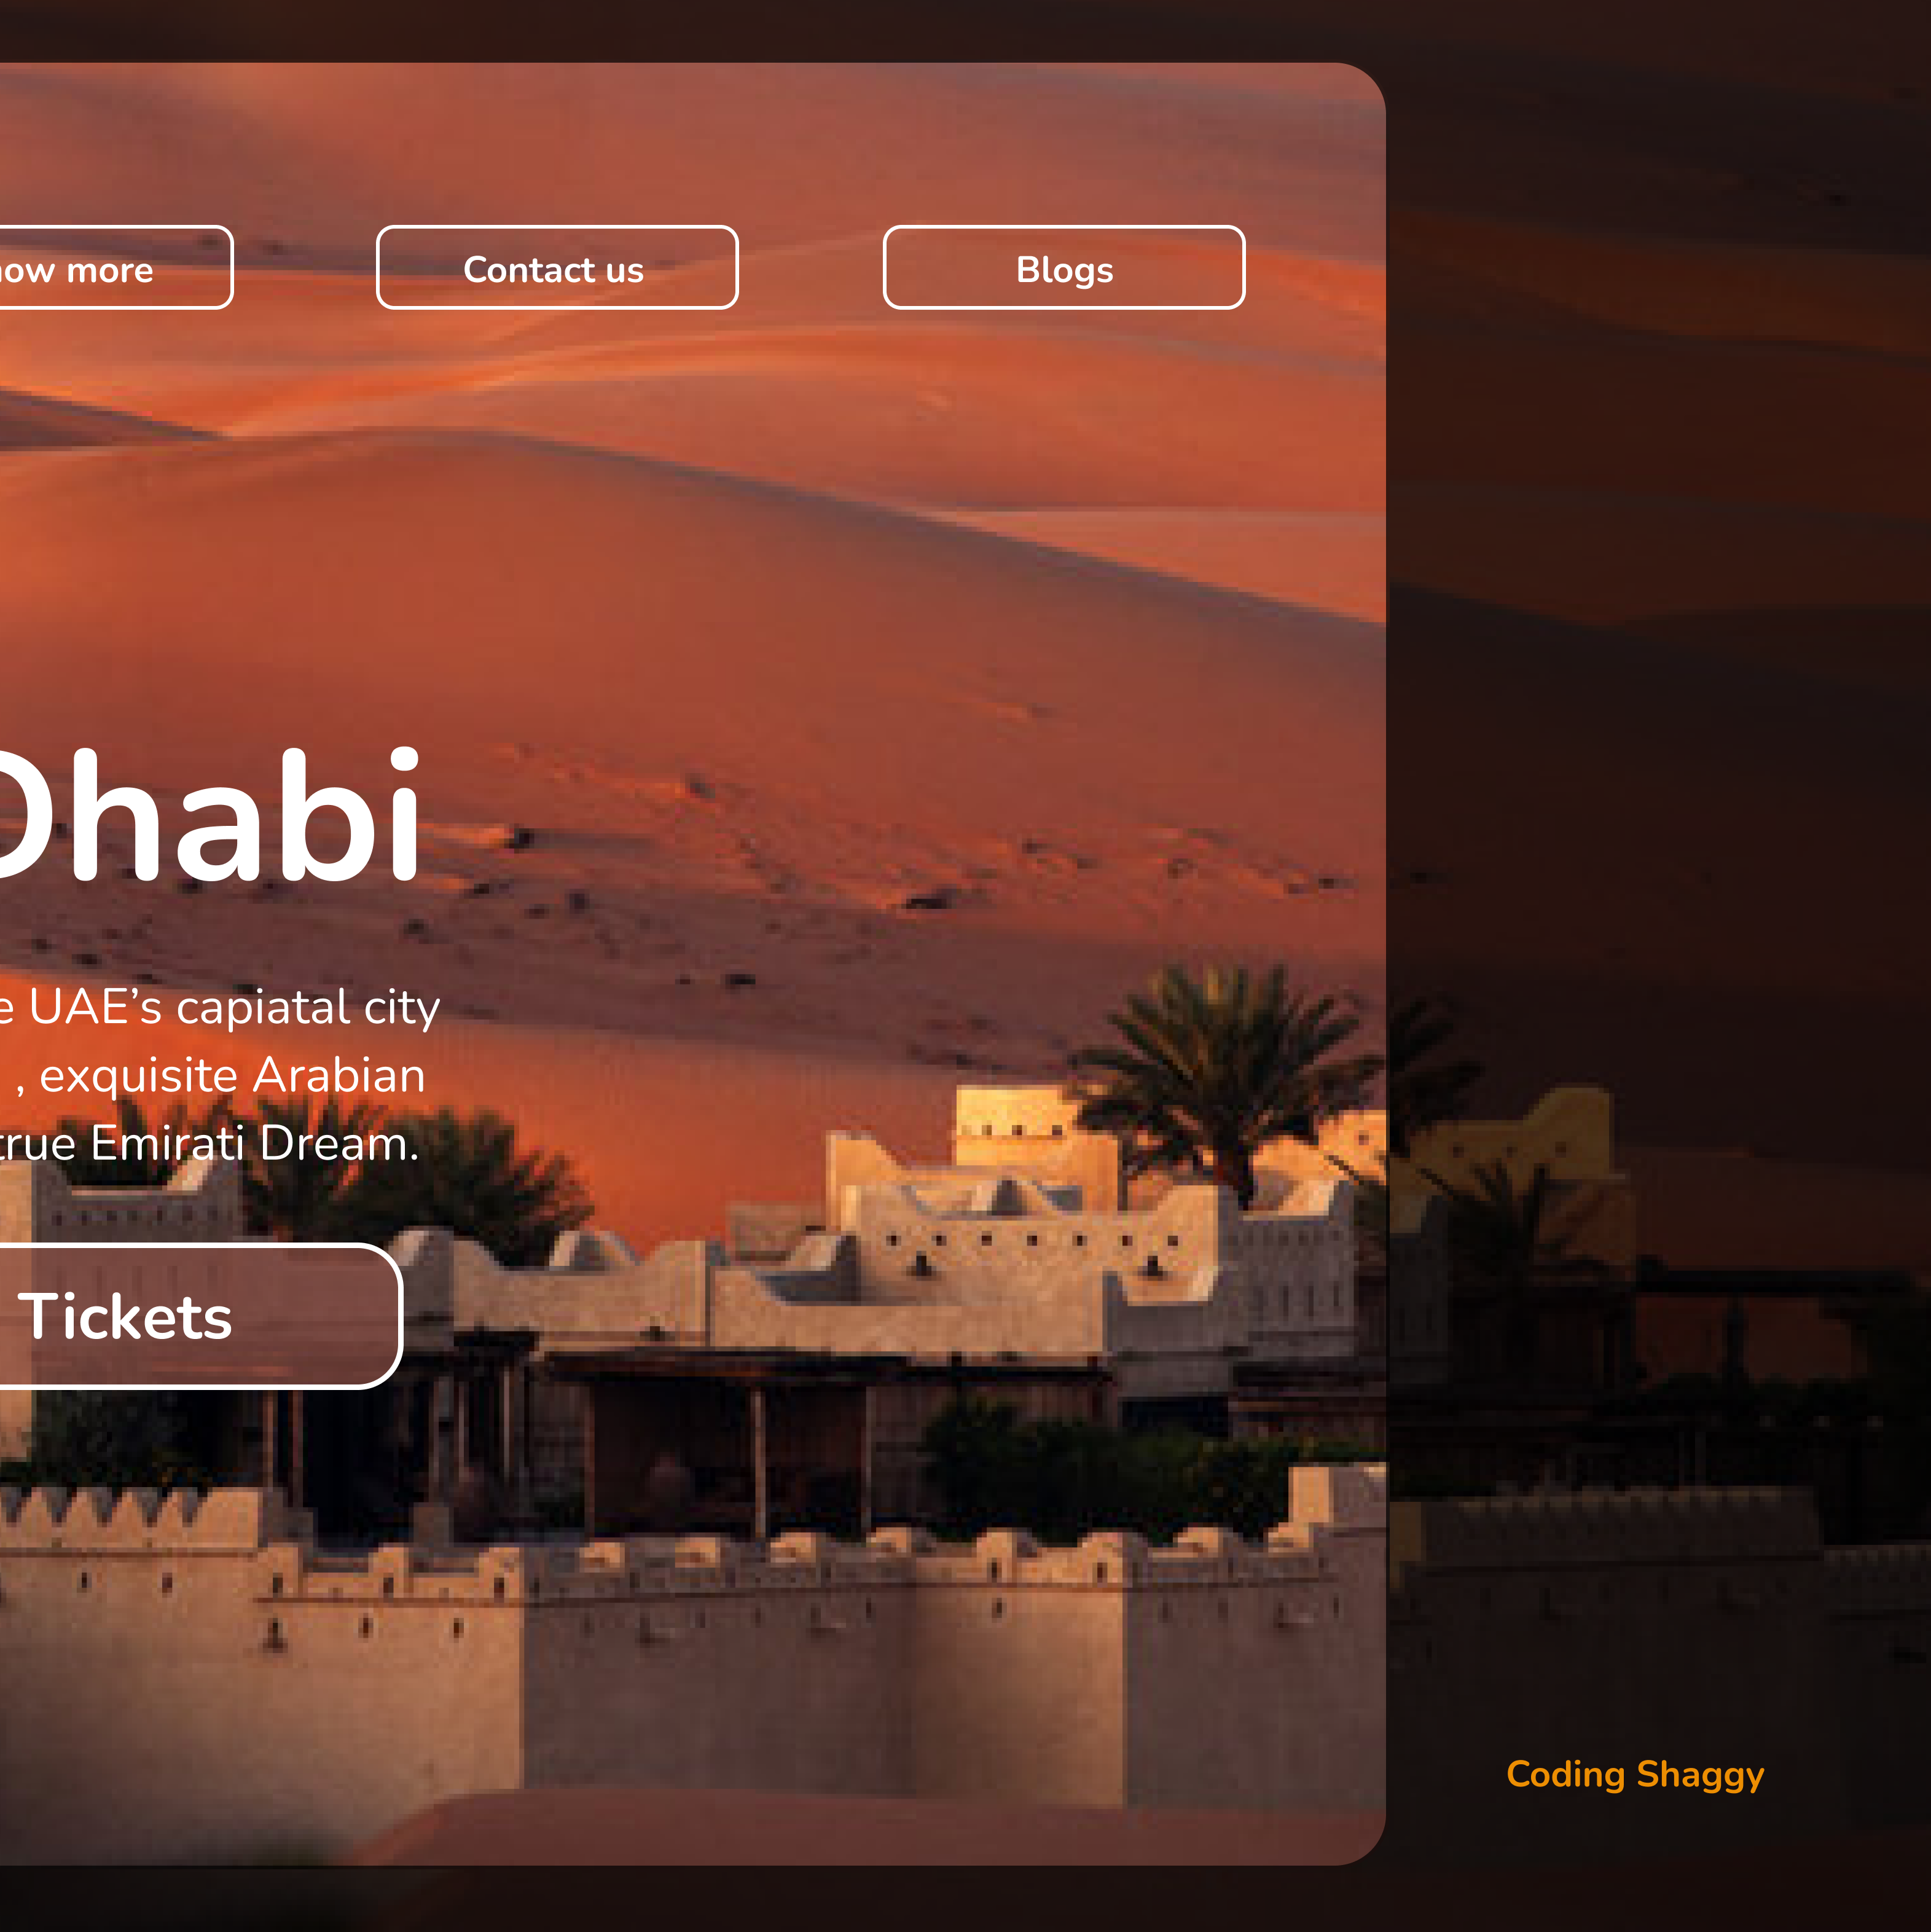 ow more
Contact us
Blogs
Dhabi
e UAE’s capiatal city
, exquisite Arabian
true Emirati Dream.
Tickets
Coding Shaggy